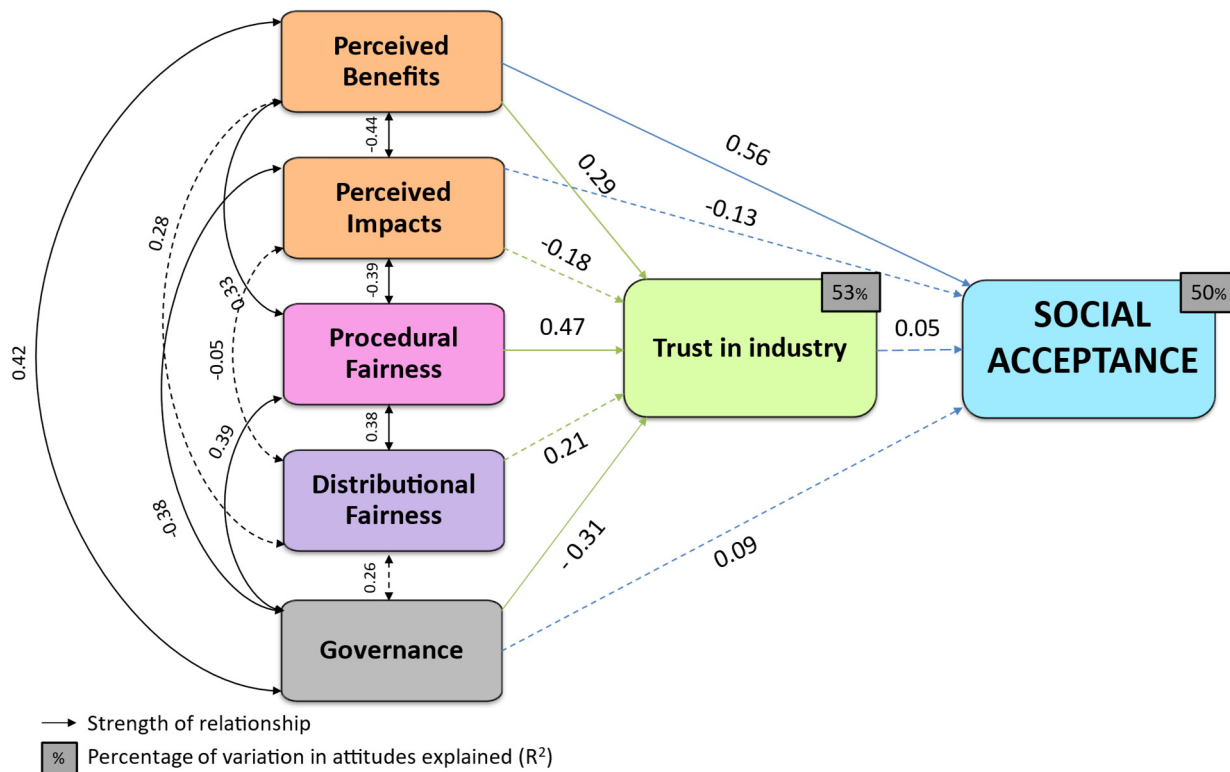 Perceived
Benefits
-0.44
0.56
0.29
Perceived
Impacts
-0.13
0.28
-0.18
0.33
-0.39
53%
50%
0.42
-0.05
Procedural
Fairness
0.47
Trust in industry
0.05
SOCIAL
ACCEPTANCE
0.39
0.38
0.21
Distributional
Fairness
-0.38
- 0.31
0.26
0.09
Governance
Strength of relationship
% Percentage of variation in attitudes explained (R²)